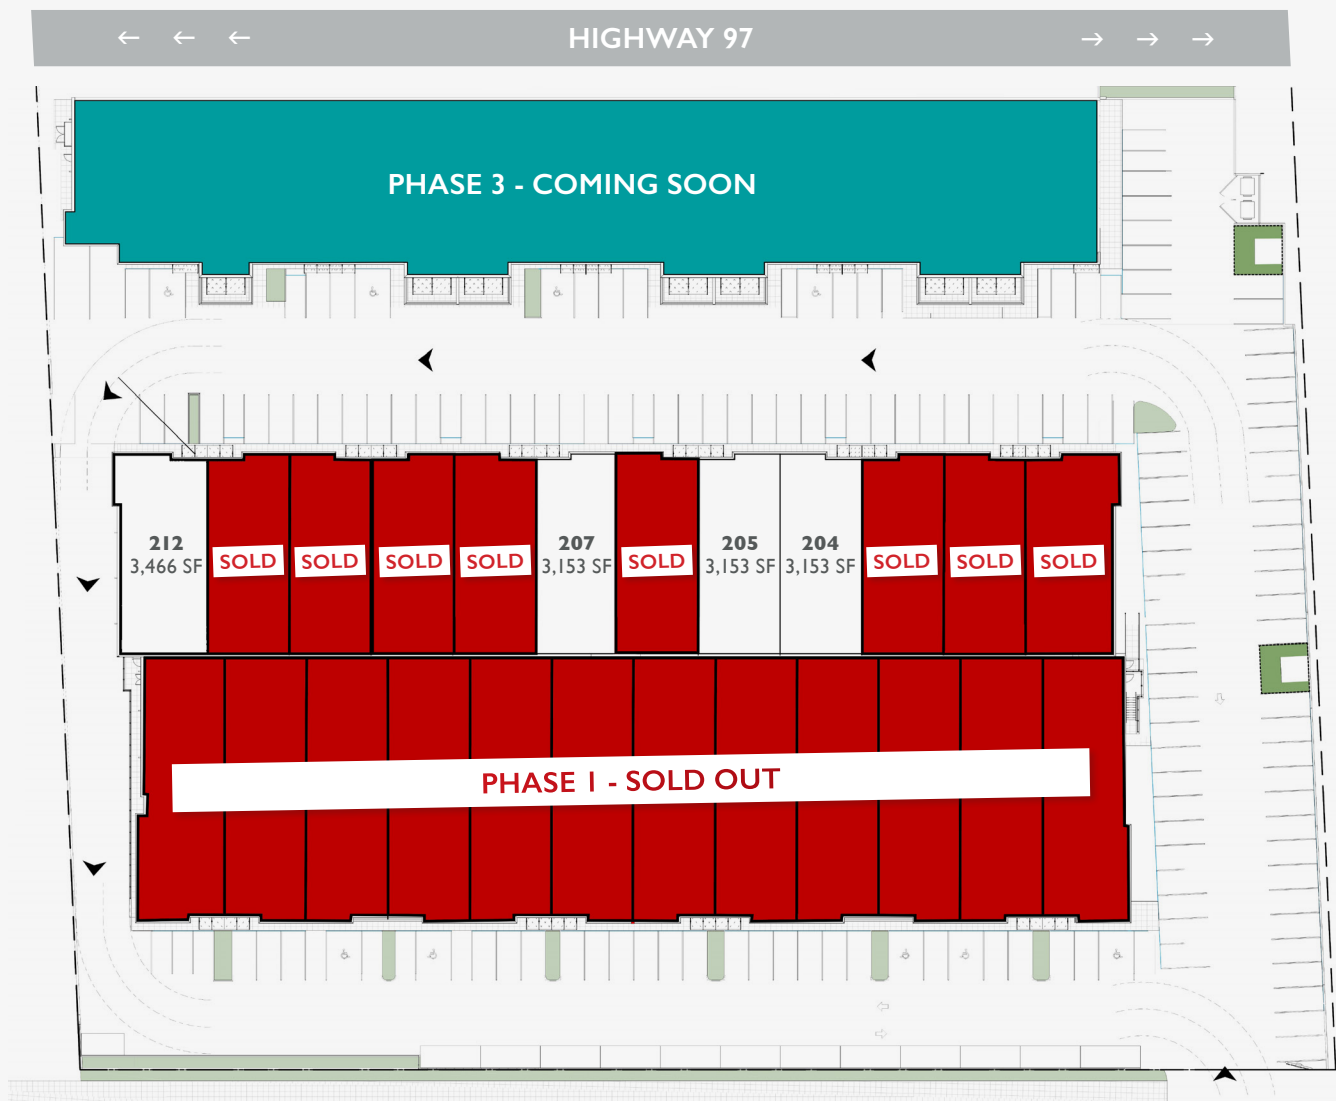 ← ← ← HIGHWAY 97 → → →
PHASE 3 - COMING SOON
212
3,466 SF
SOLD
SOLD
SOLD
SOLD
207
3,153 SF
SOLD
205
3,153 SF
204
3,153 SF
SOLD
SOLD
SOLD
PHASE 1 - SOLD OUT